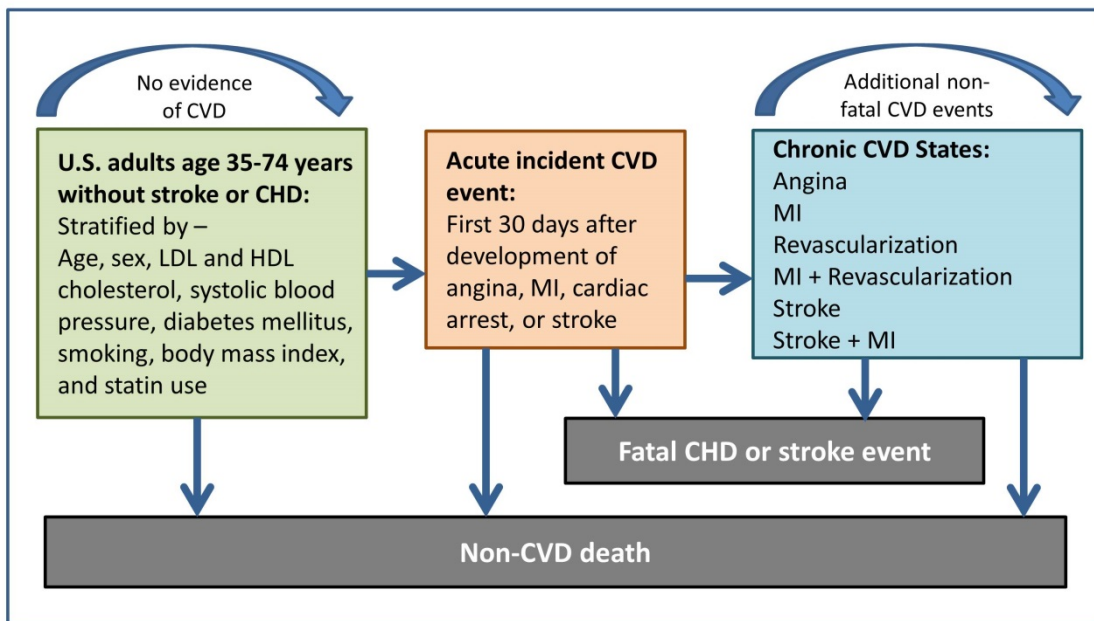 No evidence
of CVD
Additional non-
fatal CVD events
U.S. adults age 35-74 years
without stroke or CHD:
Stratified by –
Age, sex, LDL and HDL
cholesterol, systolic blood
pressure, diabetes mellitus,
smoking, body mass index,
and statin use
Acute incident CVD
event:
First 30 days after
development of
angina, MI, cardiac
arrest, or stroke
Chronic CVD States:
Angina
MI
Revascularization
MI + Revascularization
Stroke
Stroke + MI
Fatal CHD or stroke event
Non-CVD death